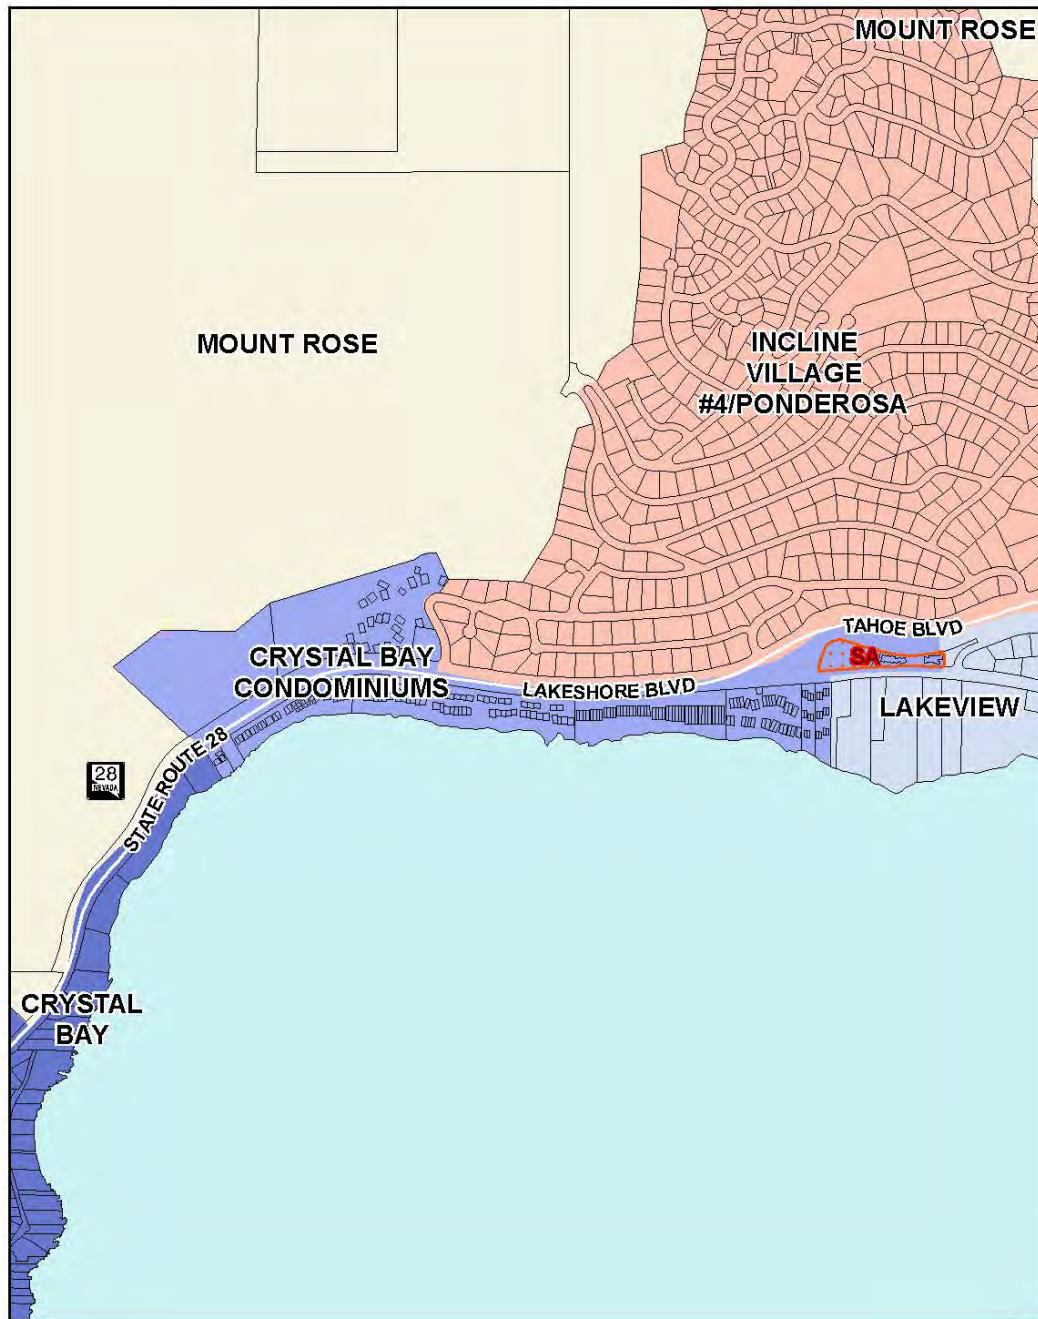 MOUNT ROSE
MOUNT ROSE
INCLINE
VILLAGE
#4/PONDEROSA
TAHOE BLVD
SA
CRYSTAL BAY
CONDOMINIUMS
LAKESHORE BLVD
LAKEVIEW
STATE ROUTE 28
28
NEVADA
CRYSTAL
BAY